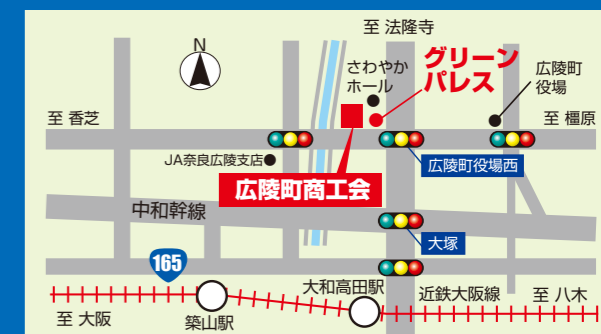 至 法隆寺
N
グリーン
パレス
さわやか
ホール
広陵町
役場
至 香芝
至 橿原
JA奈良広陵支店
広陵町役場西
広陵町商工会
中和幹線
大塚
165
大和高田駅
近鉄大阪線
至 八木
至 大阪
築山駅